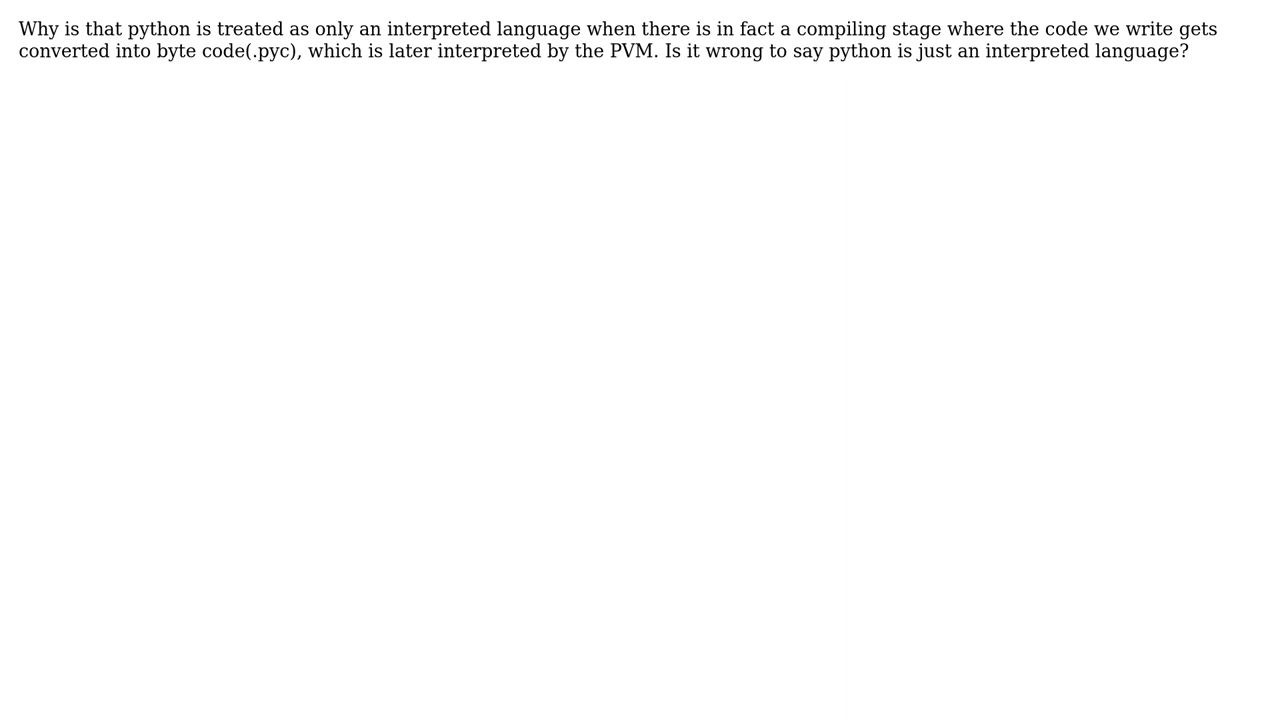 Why is that python is treated as only an interpreted language when there is in fact a compiling stage where the code we write gets
converted into byte code(.pyc), which is later interpreted by the PVM. Is it wrong to say python is just an interpreted language?